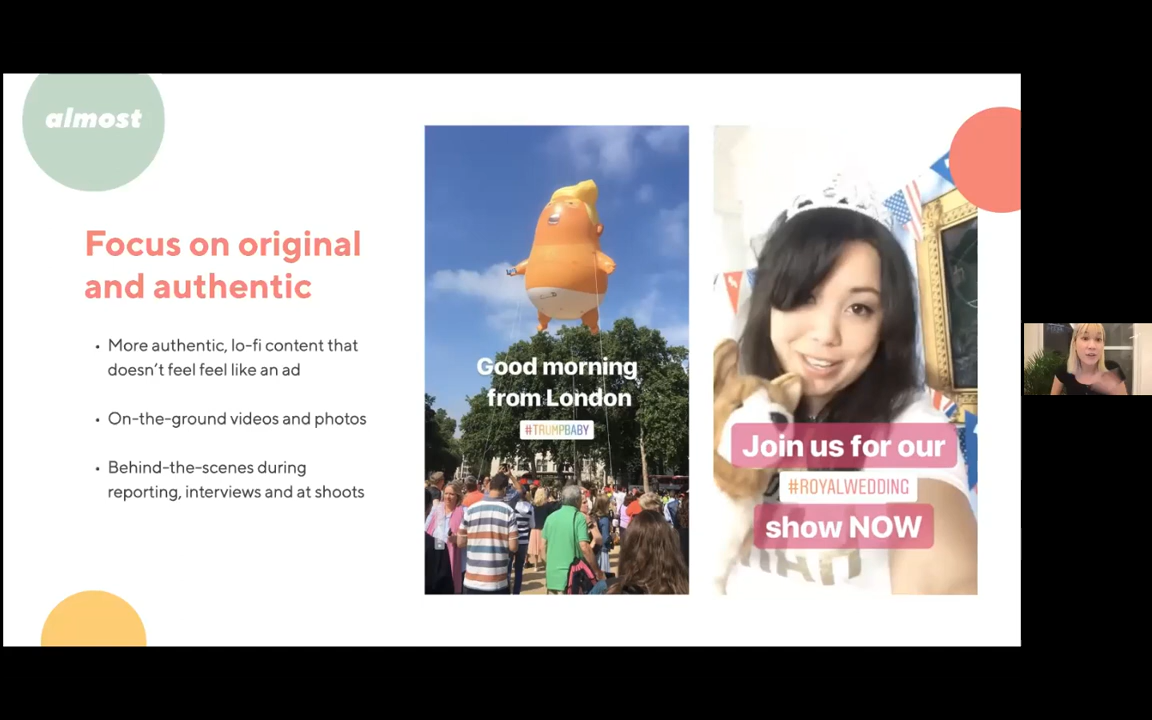 almost
Focus on original
and authentic
• More authentic, lo-fi content that
doesn't feel feel like an ad
• On-the-ground videos and photos
• Behind-the-scenes during
reporting, interviews and at shoots
Good morning
from London
#TRUMPBABY
Join us for our
#ROYALWEDDING
show NOW